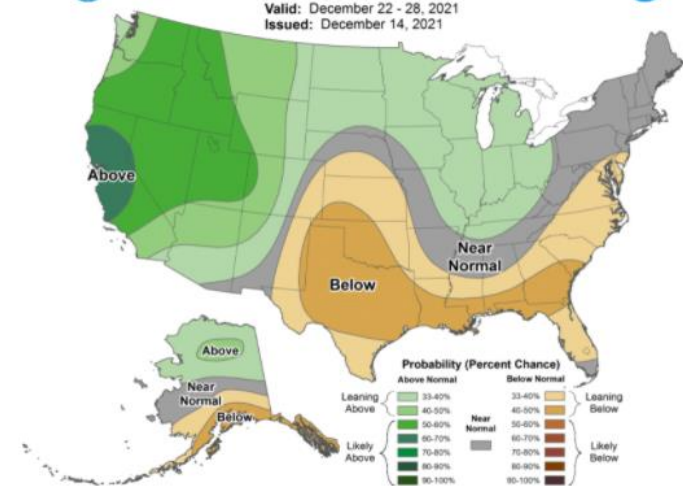 Valid: December 22 - 28, 2021
Issued: December 14, 2021
Above
Near
Normal
Below
Above
Near
Normal
Below
Probability (Percent Chance)
Above Normal
Below Normal
Leaning
Above
33-40%
40-50%
50-60%
60-70%
70-80%
80-90%
90-100%
Likely
Above
Near
Normal
33-40%
40-50%
50-60%
60-70%
70-80%
80-90%
90-100%
Leaning
Below
Likely
Below